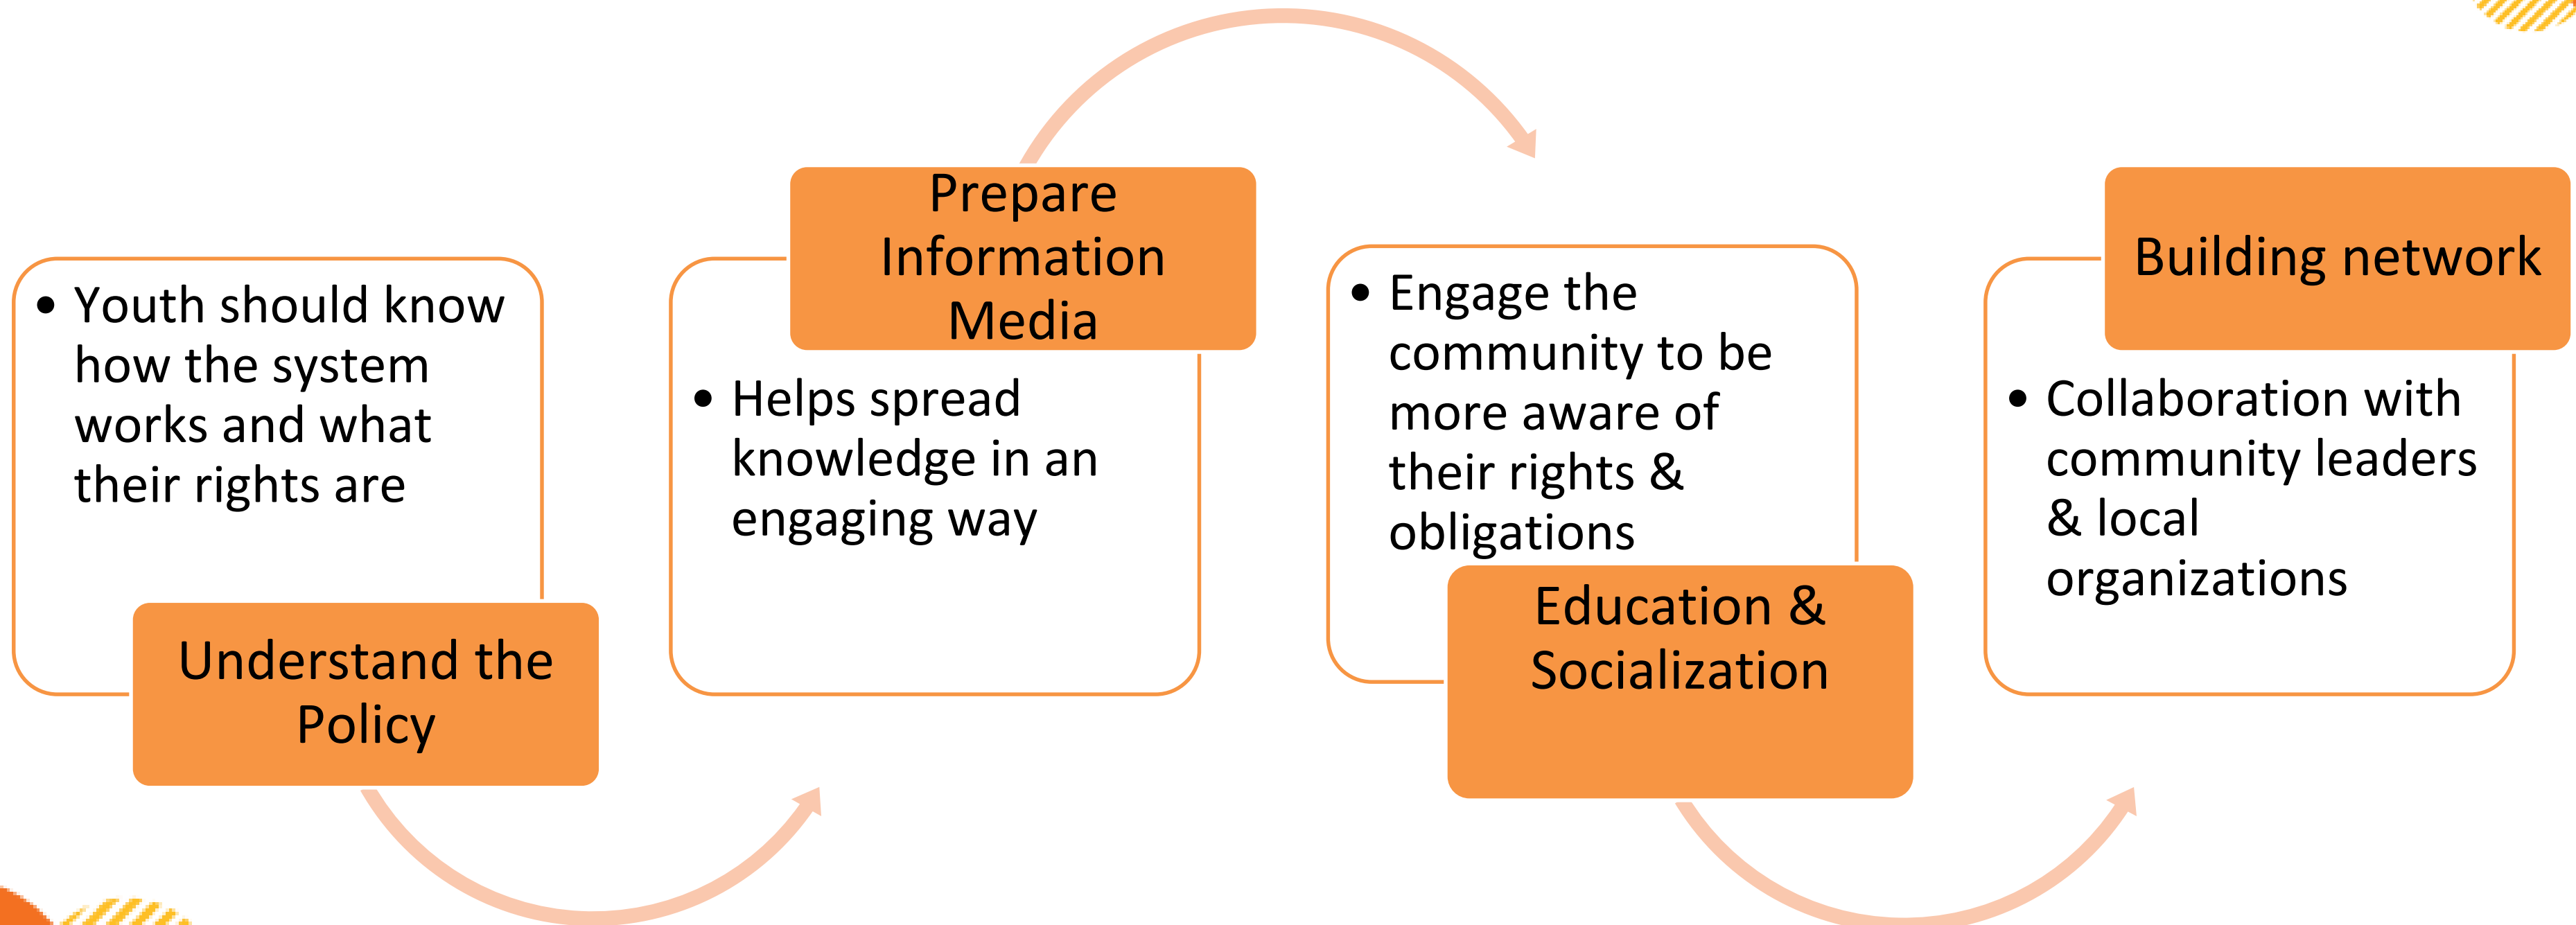 • Youth should know
how the system
works and what
their rights are
Understand the
Policy
Prepare
Information
Media
• Helps spread
knowledge in an
engaging way
• Engage the
community to be
more aware of
their rights &
obligations
Education &
Socialization
Building network
• Collaboration with
community leaders
& local
organizations